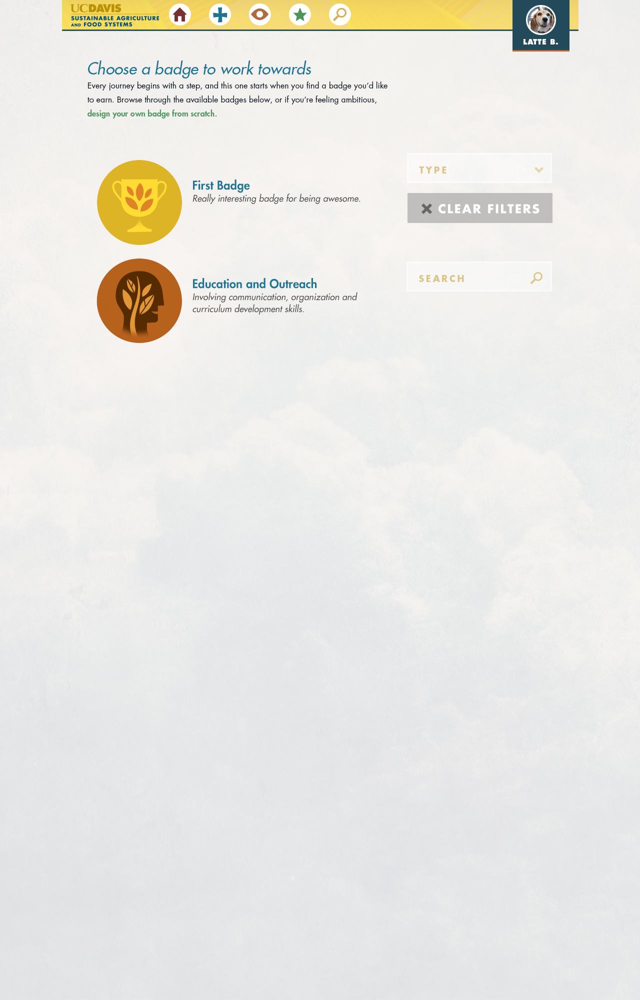 UCDAVIS
SUSTAINABLE AGRICULTURE
AND FOOD SYSTEMS
LATTE B.
Choose a badge to work towards
Every journey begins with a step, and this one starts when you find a badge you’d like
to earn. Browse through the available badges below, or if you’re feeling ambitious,
design your own badge from scratch.
TYPE
First Badge
Really interesting badge for being awesome.
CLEAR FILTERS
SEARCH
Education and Outreach
Involving communication, organization and
curriculum development skills.